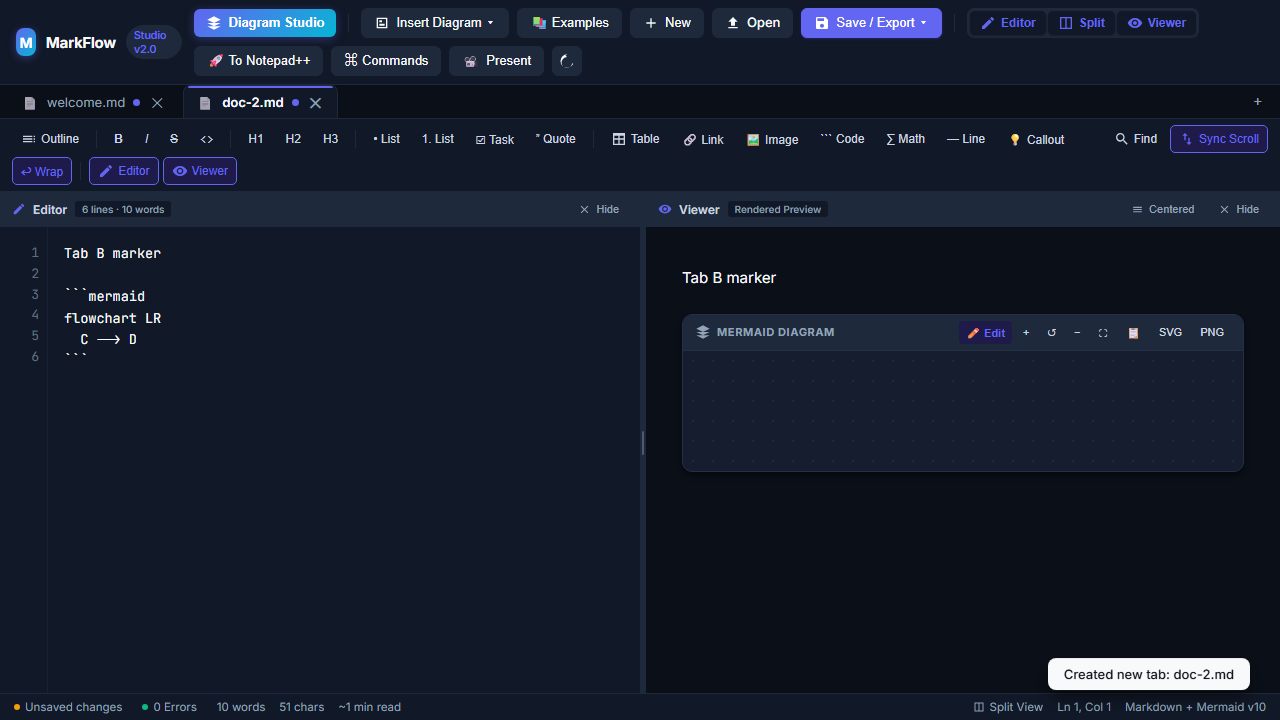 M MarkFlow Studio v2.0
Diagram Studio Insert Diagram ▾ Examples + New Open Save / Export ▾ Editor Split Viewer
To Notepad++ ⌘ Commands Present
welcome.md ● × doc-2.md ● × +
Outline B I S <> H1 H2 H3 • List 1. List ☑ Task " Quote Table Link Image ``` Code ∑ Math — Line Callout Find Sync Scroll
↩ Wrap Editor Viewer
Editor 6 lines · 10 words × Hide
Viewer Rendered Preview ≡ Centered × Hide
1 Tab B marker
2
3 ```mermaid
4 flowchart LR
5 C --> D
6 ```
Tab B marker
MERMAID DIAGRAM Edit + ↺ − ⛶ SVG PNG
Created new tab: doc-2.md
● Unsaved changes ● 0 Errors 10 words 51 chars ~1 min read Split View Ln 1, Col 1 Markdown + Mermaid v10